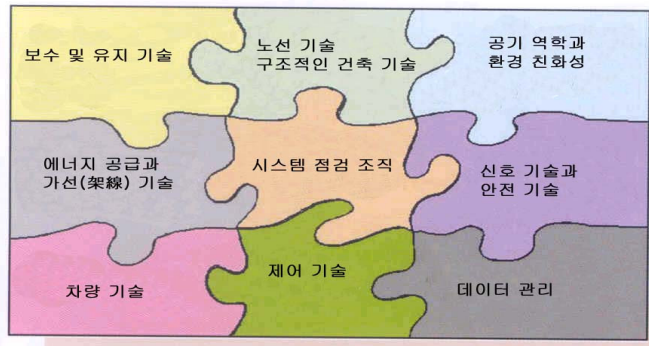 보수 및 유지 기술
노선 기술
구조적인 건축 기술
공기 역학과
환경 친화성
에너지 공급과
가선(架線) 기술
시스템 점검 조직
신호 기술과
안전 기술
차량 기술
제어 기술
데이터 관리